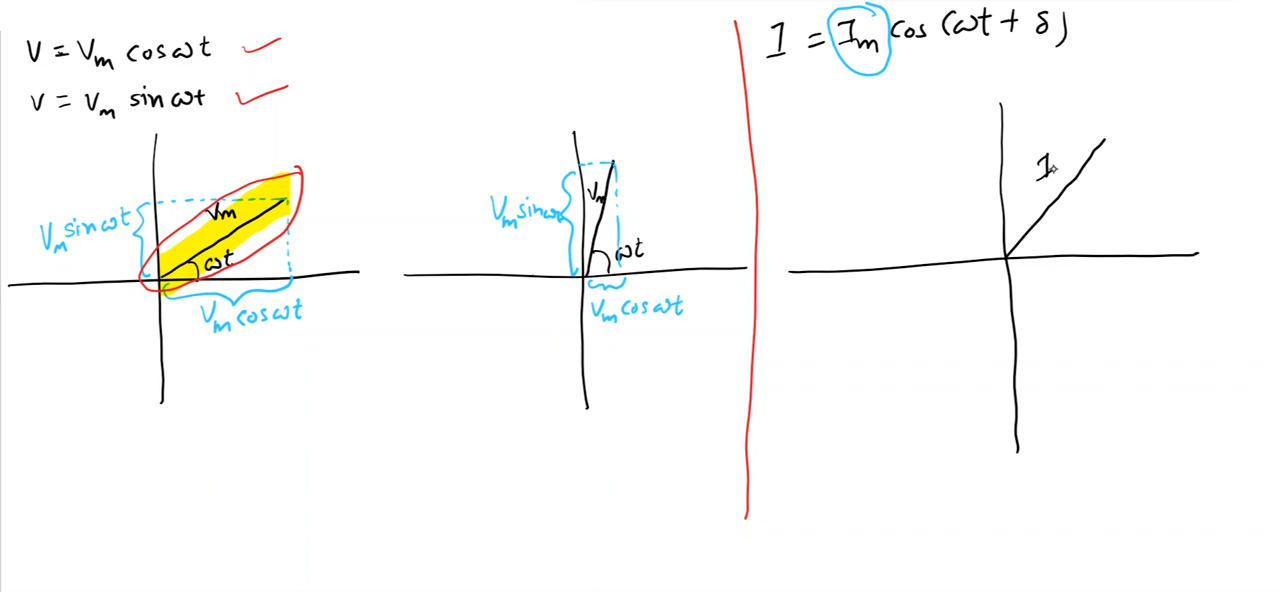 V = Vm cos ωt
V = Vm sin ωt
Vm sin ωt
Vm
ωt
Vm cos ωt
Vm sin ω
Vm
ωt
Vm cos ωt
I = Im cos (ωt + δ)
I